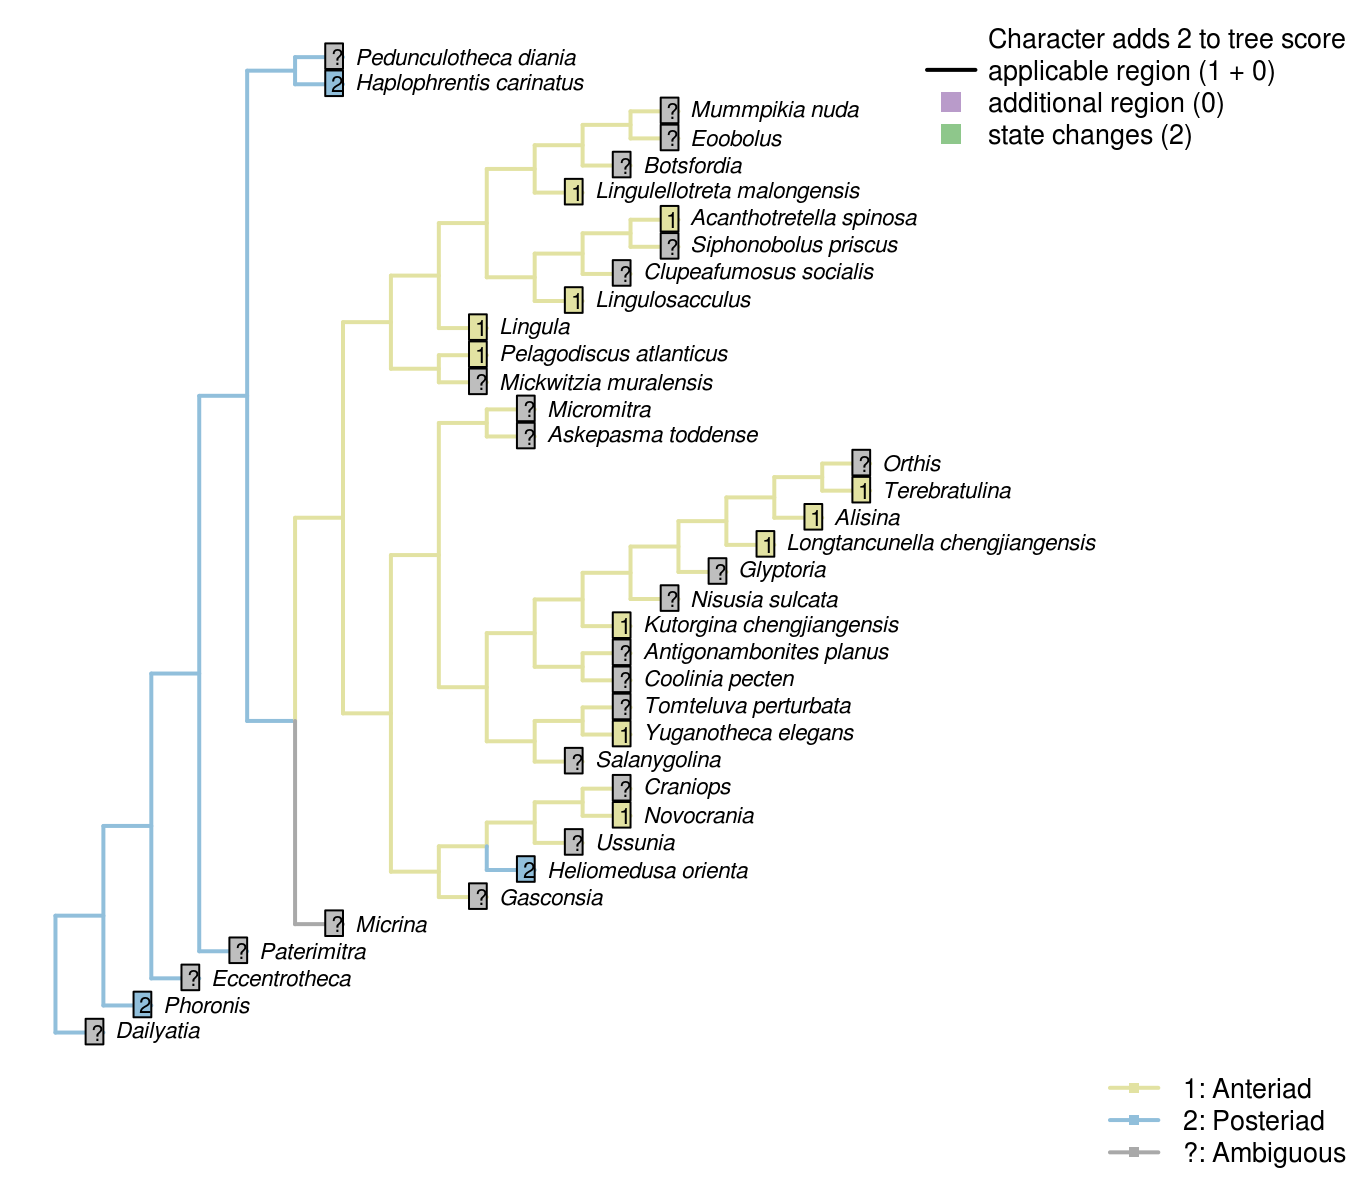 Character adds 2 to tree score
applicable region (1 + 0)
additional region (0)
state changes (2)
? Pedunculotheca diania
2 Haplophrentis carinatus
? Mummpikia nuda
? Eoobolus
? Botsfordia
1 Lingulellotreta malongensis
1 Acanthotretella spinosa
? Siphonobolus priscus
? Clupeafumosus socialis
1 Lingulosacculus
1 Lingula
1 Pelagodiscus atlanticus
? Mickwitzia muralensis
? Micromitra
? Askepasma toddense
? Orthis
1 Terebratulina
1 Alisina
1 Longtancunella chengjiangensis
? Glyptoria
? Nisusia sulcata
1 Kutorgina chengjiangensis
? Antigonambonites planus
? Coolinia pecten
? Tomteluva perturbata
1 Yuganotheca elegans
? Salanygolina
? Craniops
1 Novocrania
? Ussunia
2 Heliomedusa orienta
? Gasconsia
? Micrina
? Paterimitra
? Eccentrotheca
2 Phoronis
? Dailyatia
1: Anteriad
2: Posteriad
?: Ambiguous